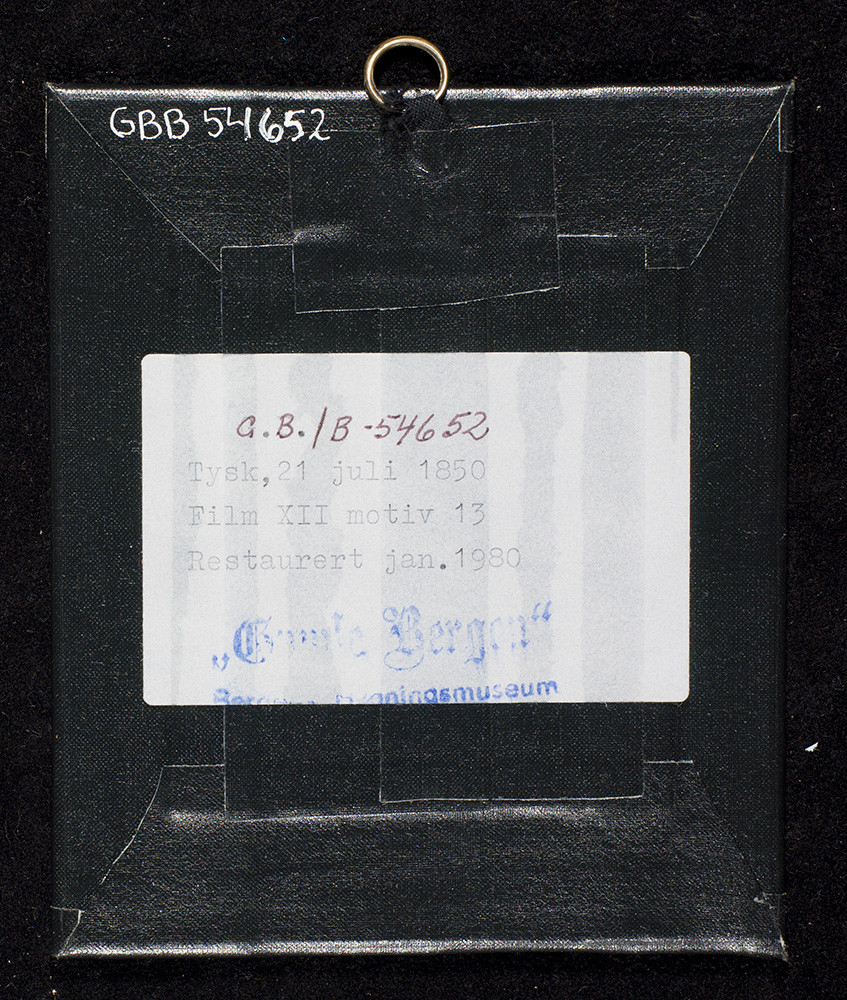 GBB 54652
G.B./B-54652
Tysk,21 juli 1850
Film XII motiv 13
Restaurert jan.1980
„Gamle Bergen“